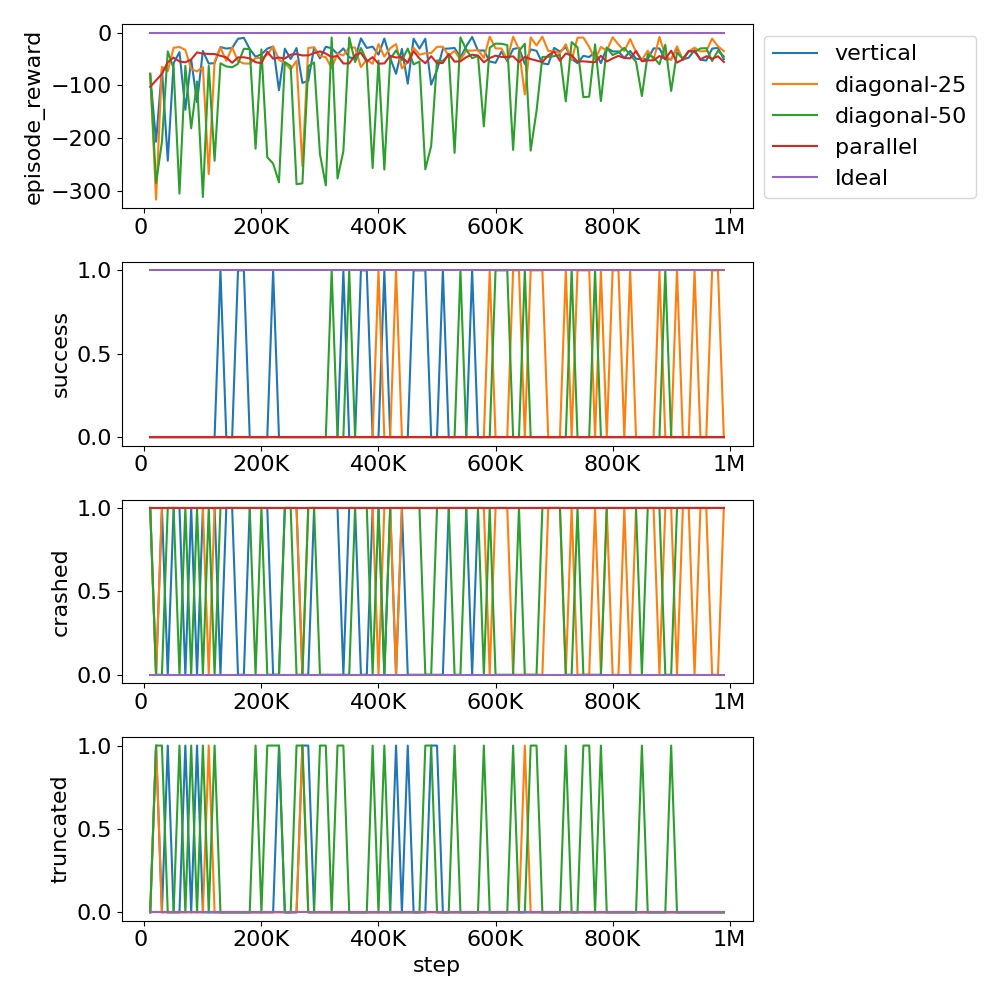 episode_reward
0
−100
−200
−300
0 200K 400K 600K 800K 1M
vertical
diagonal-25
diagonal-50
parallel
Ideal
success
1.0
0.5
0.0
0 200K 400K 600K 800K 1M
crashed
1.0
0.5
0.0
0 200K 400K 600K 800K 1M
truncated
1.0
0.5
0.0
0 200K 400K 600K 800K 1M
step